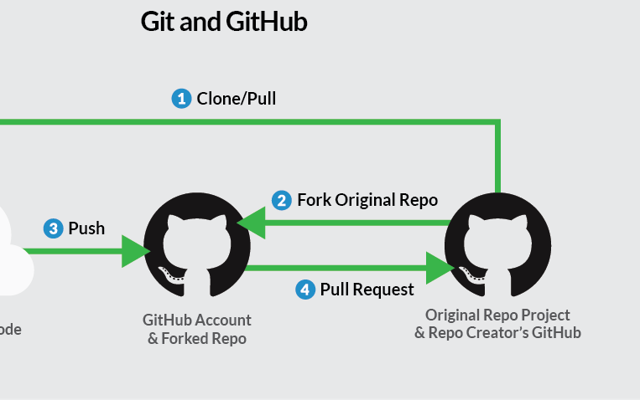 Git and GitHub
1 Clone/Pull
2 Fork Original Repo
3 Push
4 Pull Request
GitHub Account
& Forked Repo
Original Repo Project
& Repo Creator's GitHub
ode